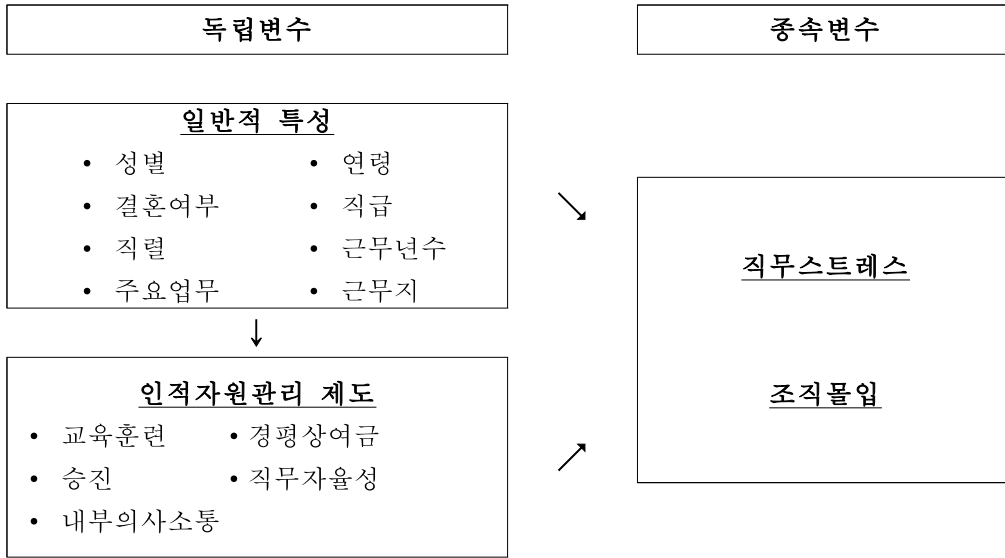 독립변수
종속변수
일반적 특성
• 성별 • 연령
• 결혼여부 • 직급
• 직렬 • 근무년수
• 주요업무 • 근무지
인적자원관리 제도
• 교육훈련 • 경평상여금
• 승진 • 직무자율성
• 내부의사소통
직무스트레스
조직몰입